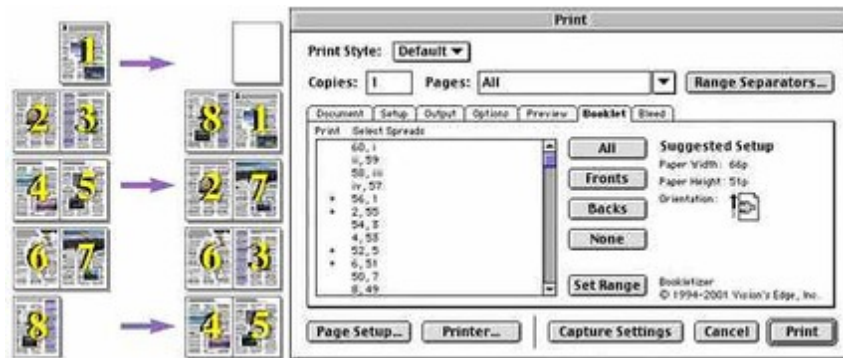 1
2 3 8 1
4 5 2 7
6 7 6 3
8 4 5
Print
Print Style: Default
Copies: 1 Pages: All Range Separators...
Document Setup Output Options Preview Booklet Bleed
Print Select Spreads
60, i
ii, 59
58, iii
iv, 57
+ 56, 1
+ 2, 55
54, 3
4, 53
+ 52, 5
+ 6, 51
50, 7
8, 49
All
Fronts
Backs
None
Set Range
Suggested Setup
Paper Width: 66p
Paper Height: 51p
Orientation:
Bookletizer
© 1994-2001 Vision's Edge, Inc.
Page Setup... Printer... Capture Settings Cancel Print